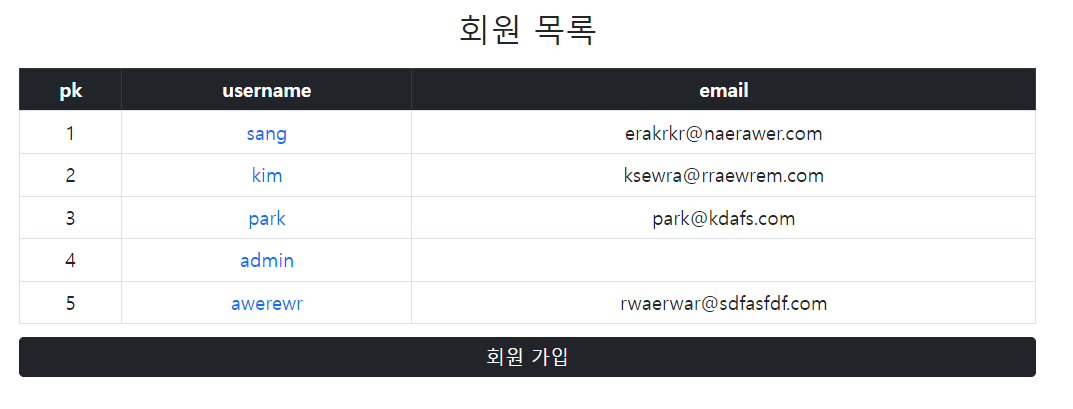 회원 목록
pk username email
1 sang erakrkr@naerawer.com
2 kim ksewra@rraewrem.com
3 park park@kdafs.com
4 admin
5 awerewr rwaerwar@sdfasfdf.com
회원 가입